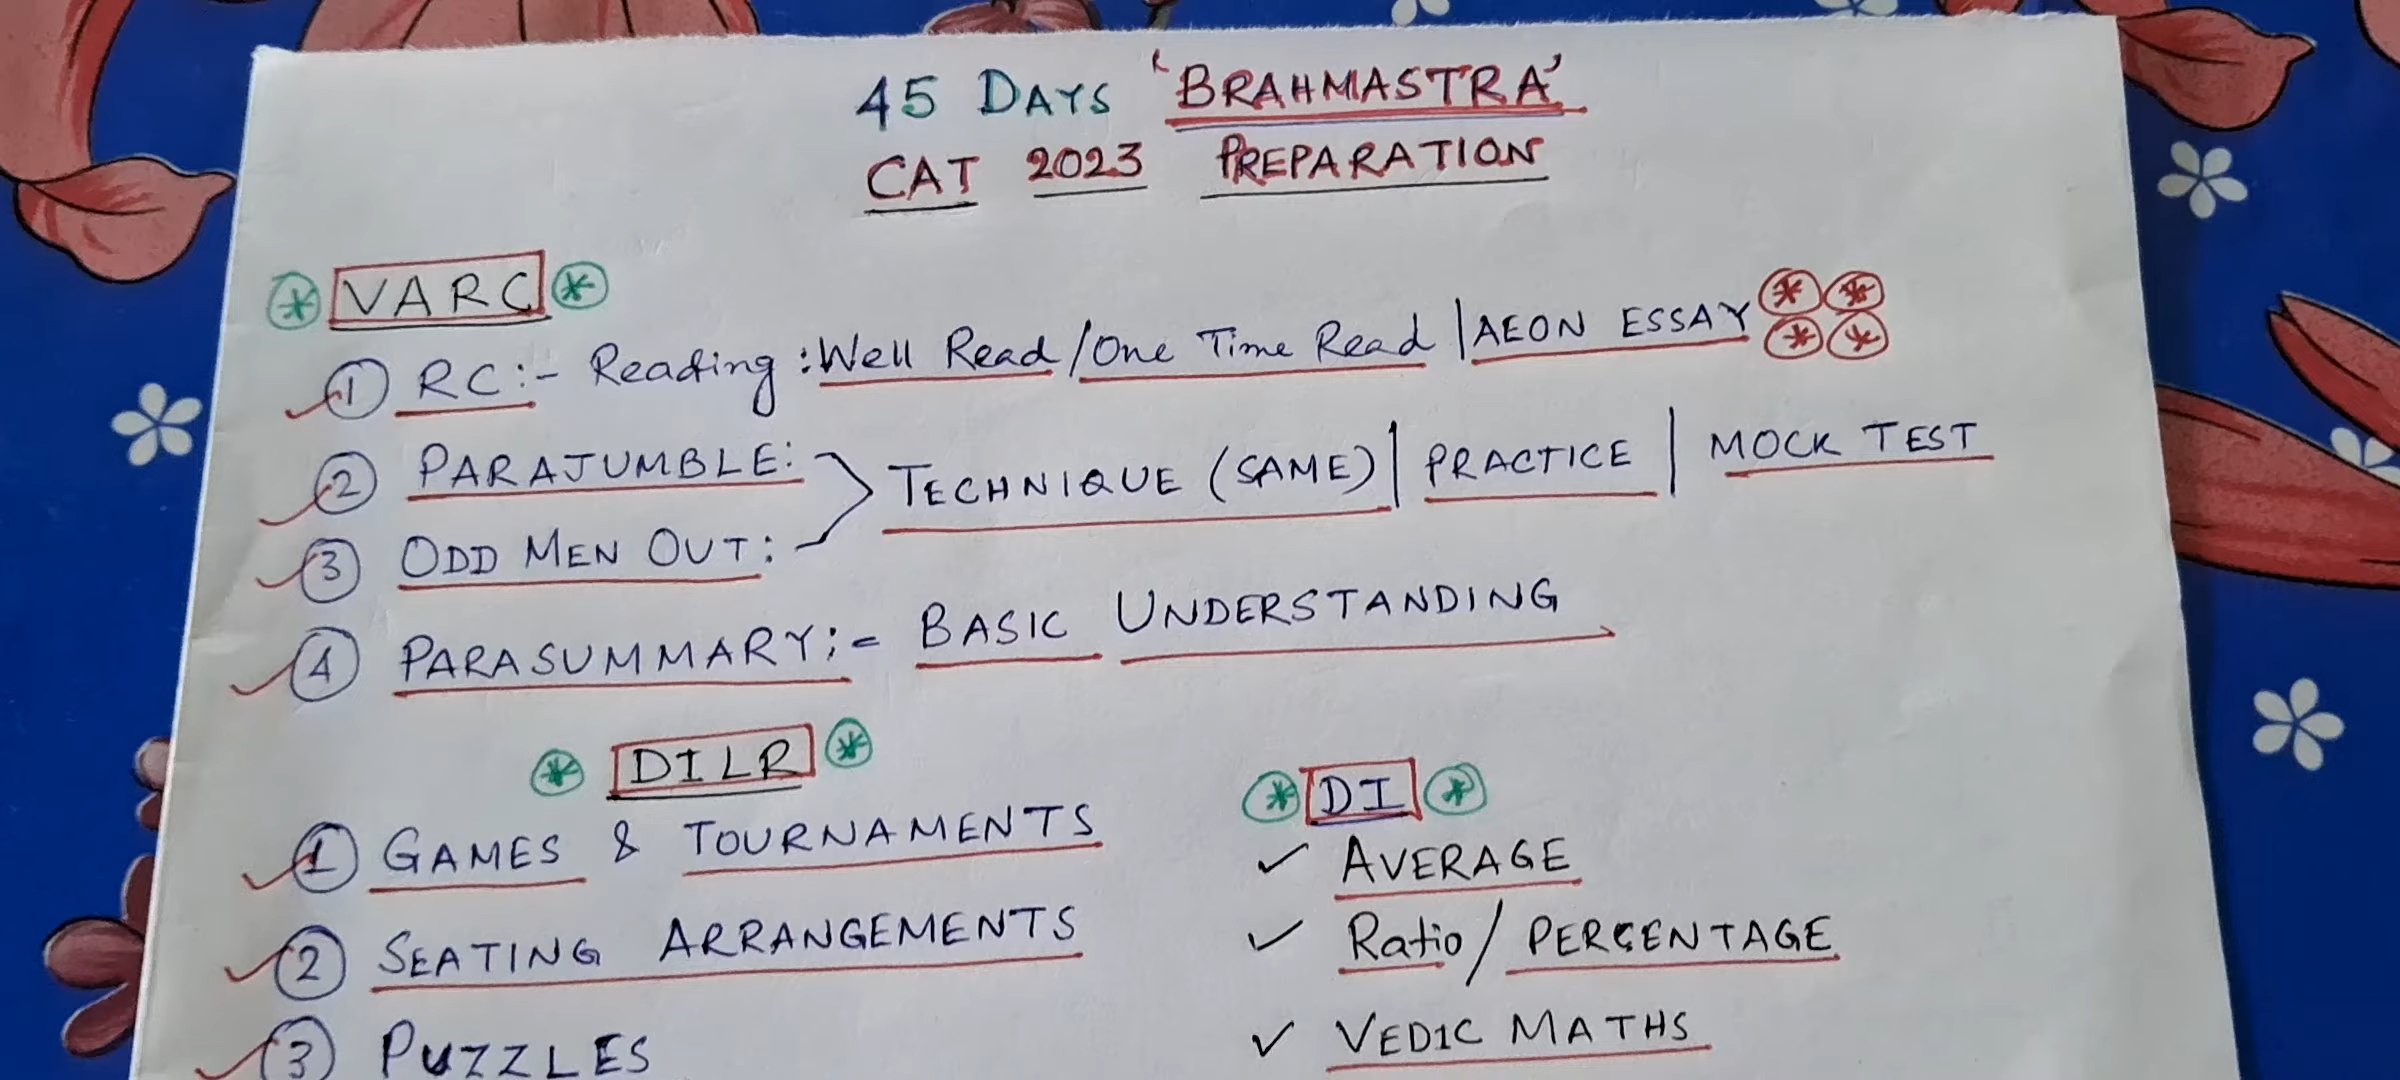 45 DAYS 'BRAHMASTRA'
CAT 2023 PREPARATION
* VARC *
1 RC:- Reading: Well Read/One Time Read | AEON ESSAY ****
2 PARAJUMBLE:
TECHNIQUE (SAME) | PRACTICE | MOCK TEST
3 ODD MEN OUT:
4 PARASUMMARY:- BASIC UNDERSTANDING
* DILR *
1 GAMES & TOURNAMENTS
2 SEATING ARRANGEMENTS
3 PUZZLES
* DI *
✓ AVERAGE
✓ Ratio/PERCENTAGE
✓ VEDIC MATHS